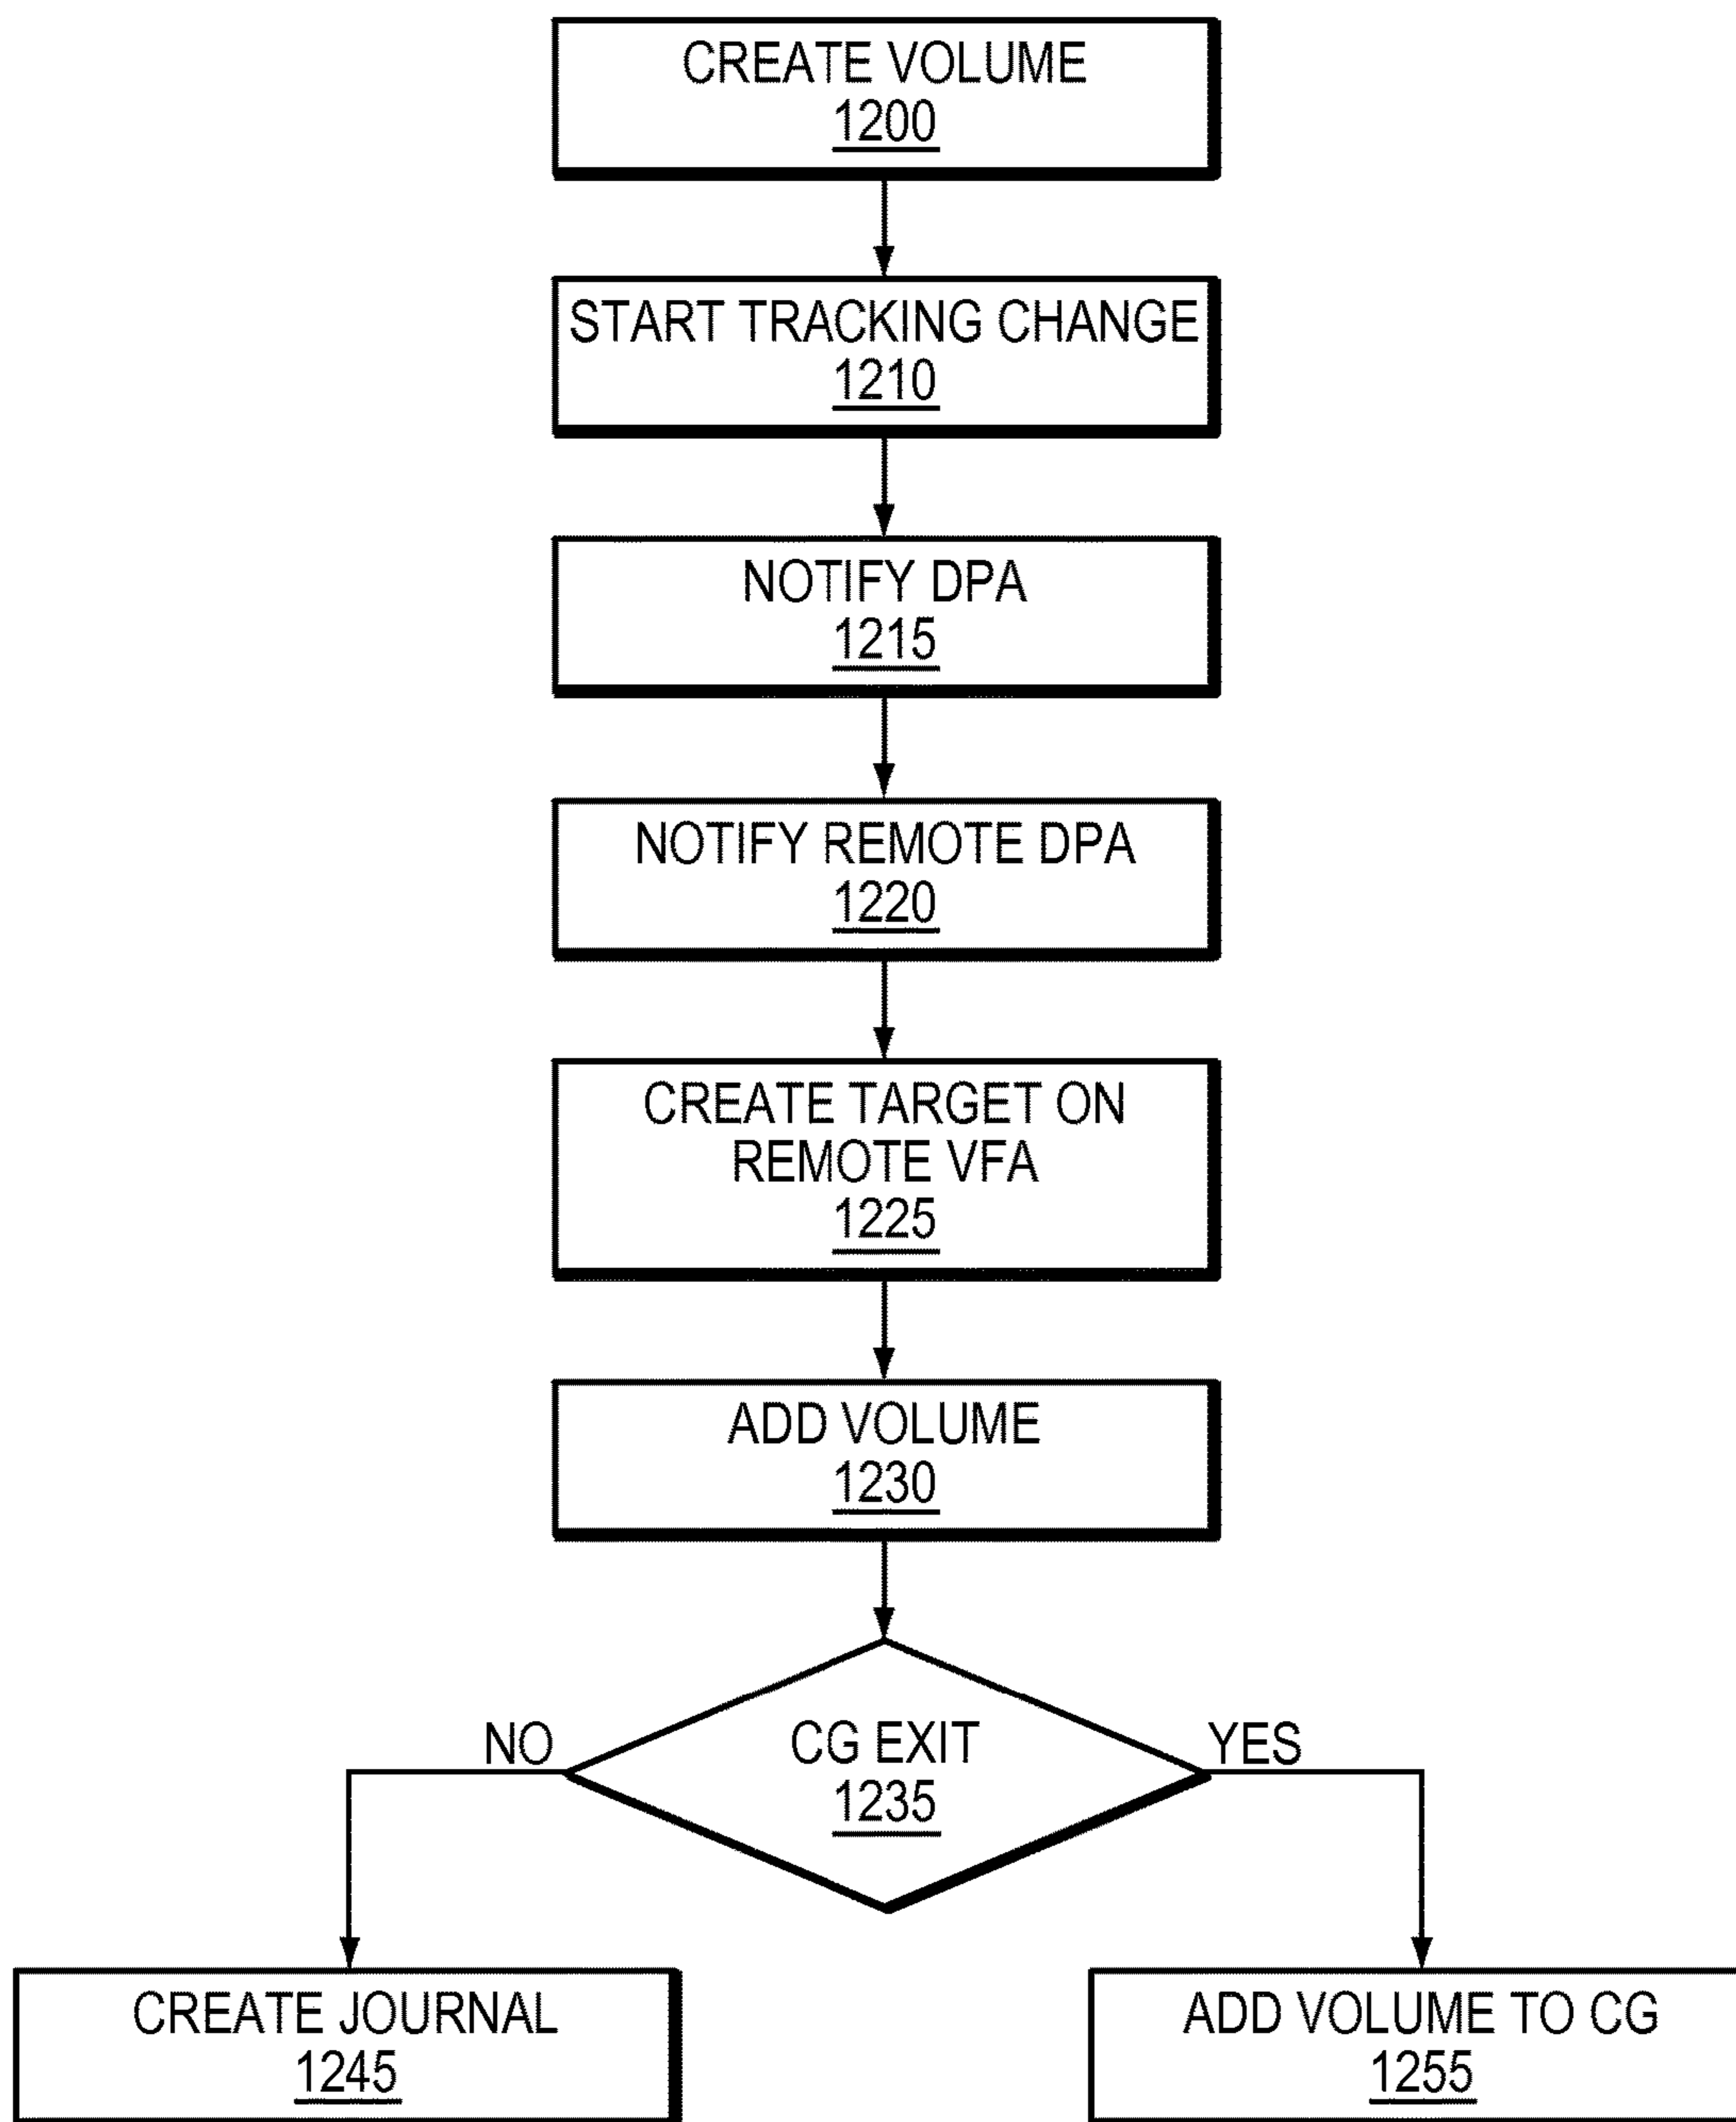 CREATE VOLUME
1200
START TRACKING CHANGE
1210
NOTIFY DPA
1215
NOTIFY REMOTE DPA
1220
CREATE TARGET ON
REMOTE VFA
1225
ADD VOLUME
1230
NO
CG EXIT
YES
1235
CREATE JOURNAL
1245
ADD VOLUME TO CG
1255